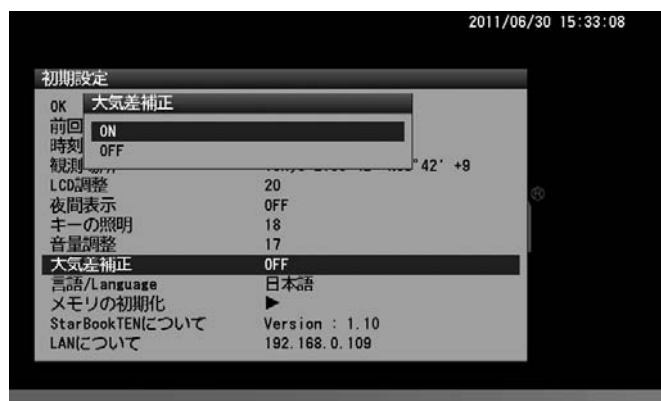 2011/06/30 15:33:08
初期設定
OK
大気差補正
前回
ON
時刻
OFF
観測
°42' +9
LCD調整 20
夜間表示 OFF
キーの照明 18
音量調整 17
大気差補正 OFF
言語/Language 日本語
メモリの初期化 ▶
StarBookTENについて Version : 1.10
LANについて 192.168.0.109
®